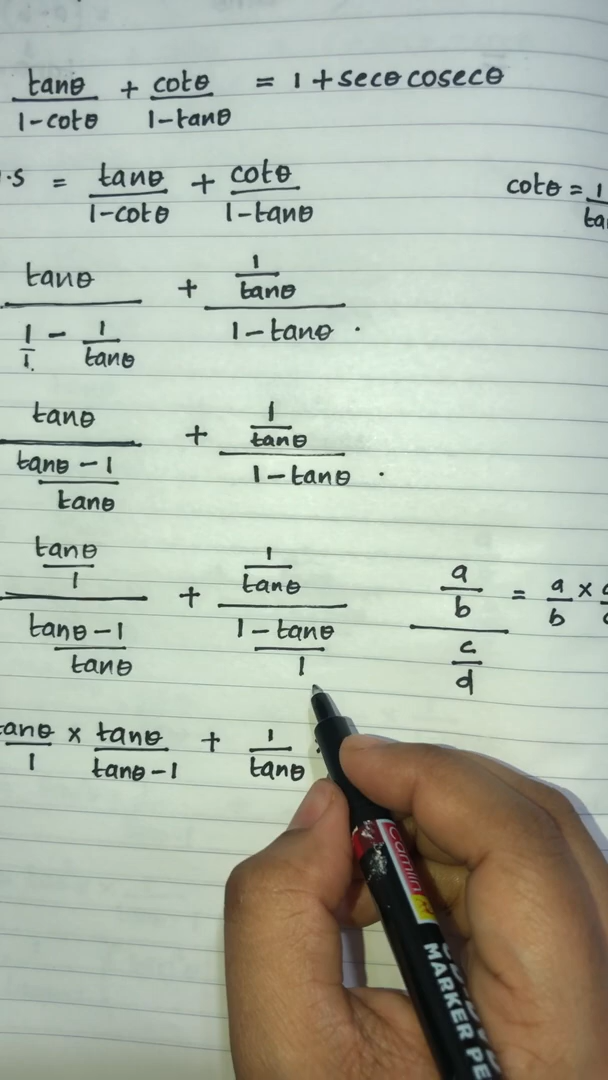 tanθ/(1-cotθ) + cotθ/(1-tanθ) = 1+secθ cosecθ
.S = tanθ/(1-cotθ) + cotθ/(1-tanθ)
cotθ = 1/tan
tanθ/(1/1 - 1/tanθ) + (1/tanθ)/(1-tanθ) .
tanθ/((tanθ-1)/tanθ) + (1/tanθ)/(1-tanθ) .
(tanθ/1)/((tanθ-1)/tanθ) + (1/tanθ)/((1-tanθ)/1)
(a/b)/(c/d) = a/b ×
tanθ/1 × tanθ/(tanθ-1) + 1/tanθ
Camlin
MARKER PE